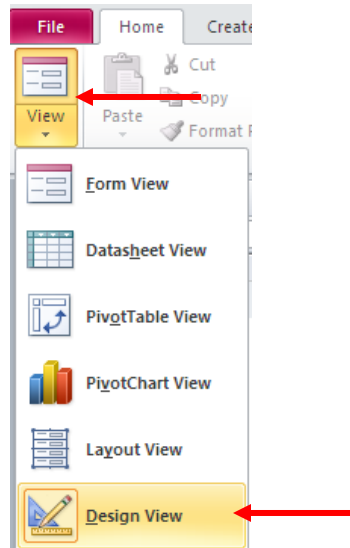 File Home Create
Cut
Copy
View Paste Format
Form View
Datasheet View
PivotTable View
PivotChart View
Layout View
Design View